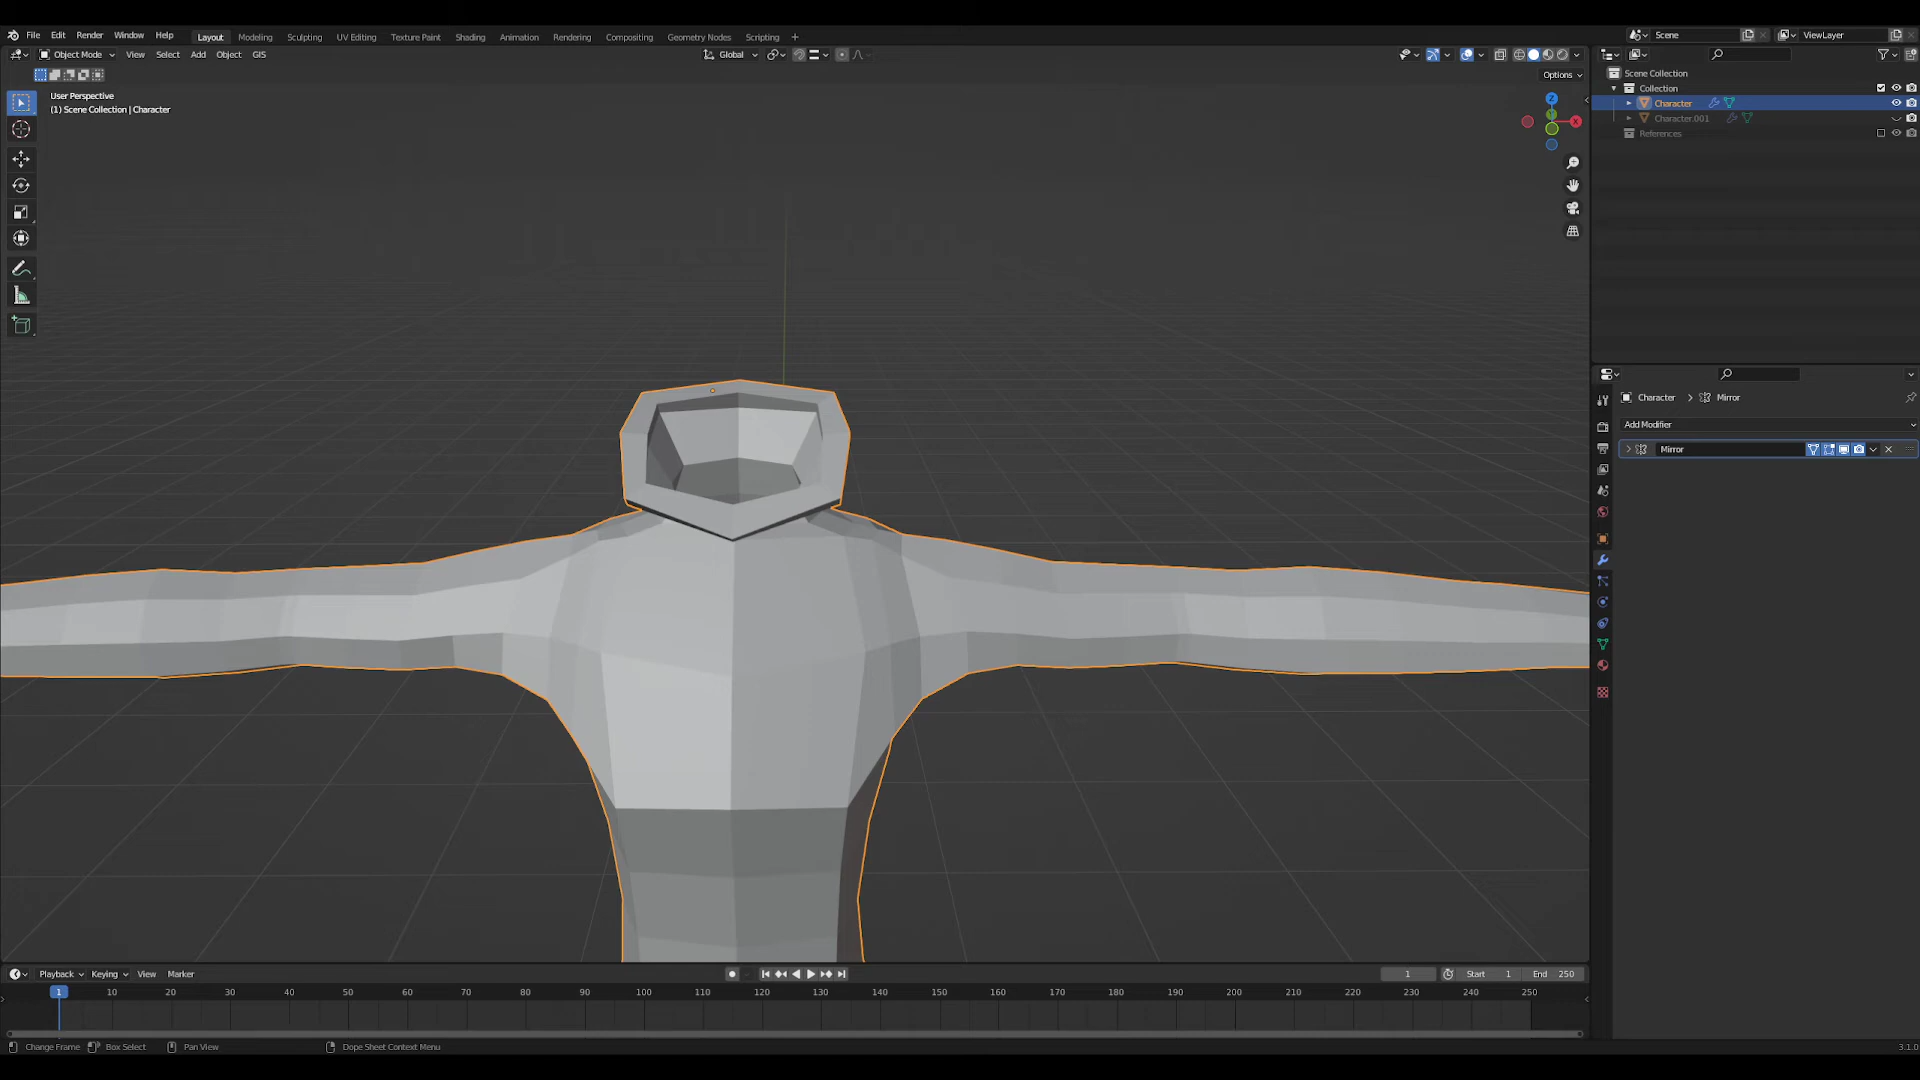 File Edit Render Window Help Layout Modeling Sculpting UV Editing Texture Paint Shading Animation Rendering Compositing Geometry Nodes Scripting + Scene ViewLayer
Object Mode View Select Add Object GIS Global
Options
User Perspective
(1) Scene Collection | Character
Z
X
Scene Collection
Collection
Character
Character.001
References
Character > Mirror
Add Modifier
Mirror
Playback Keying View Marker 1 Start 1 End 250
1 10 20 30 40 50 60 70 80 90 100 110 120 130 140 150 160 170 180 190 200 210 220 230 240 250
Change Frame Box Select Pan View Dope Sheet Context Menu 3.1.0